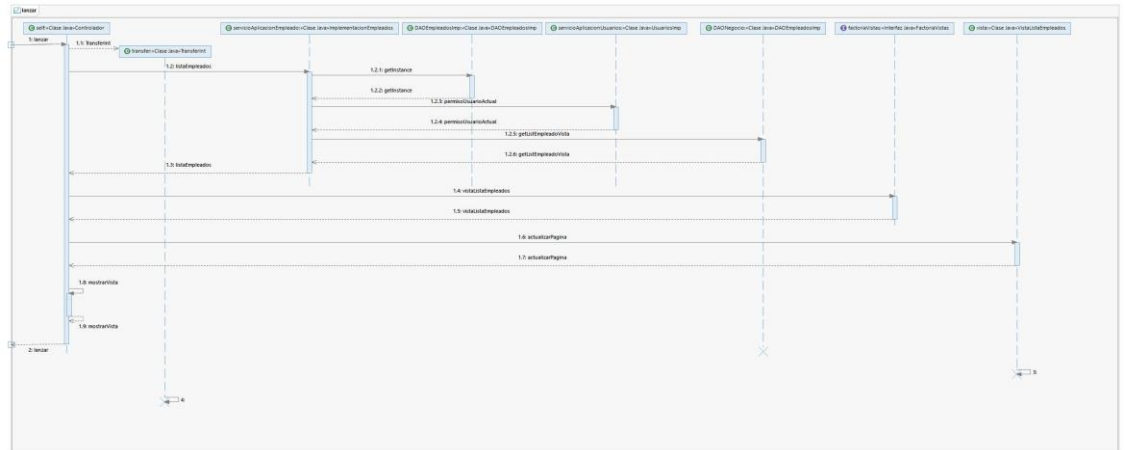 lanzar
self:<Clase Java>Controlador
servicioAplicacionEmpleado:<Clase Java>ImplementacionEmpleados
DAOEmpleadosImp:<Clase Java>DAOEmpleadosImp
servicioAplicacionUsuarios:<Clase Java>UsuariosImp
DAONegocio:<Clase Java>DAOEmpleadosImp
factoriaVistas:<Interfaz Java>FactoriaVistas
vista:<Clase Java>VistaListaEmpleados
1: lanzar
1.1: TransferInt
transfer:<Clase Java>TransferInt
1.2: listaEmpleados
1.2.1: getInstance
1.2.2: getInstance
1.2.3: permisoUsuarioActual
1.2.4: permisoUsuarioActual
1.2.5: getListEmpleadoVista
1.2.6: getListEmpleadoVista
1.3: listaEmpleados
1.4: vistaListaEmpleados
1.5: vistaListaEmpleados
1.6: actualizarPagina
1.7: actualizarPagina
1.8: mostrarVista
1.9: mostrarVista
2: lanzar
3:
4: